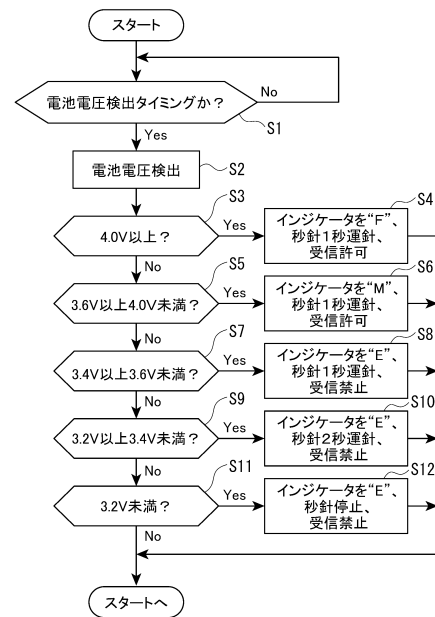 スタート
電池電圧検出タイミングか？
No
S1
Yes
電池電圧検出
S2
S3
4.0V以上？
Yes
S4
インジケータを“F”、
秒針1秒運針、
受信許可
No
S5
3.6V以上4.0V未満？
Yes
S6
インジケータを“M”、
秒針1秒運針、
受信許可
No
S7
3.4V以上3.6V未満？
Yes
S8
インジケータを“E”、
秒針1秒運針、
受信禁止
No
S9
3.2V以上3.4V未満？
Yes
S10
インジケータを“E”、
秒針2秒運針、
受信禁止
No
S11
3.2V未満？
Yes
S12
インジケータを“E”、
秒針停止、
受信禁止
No
スタートへ